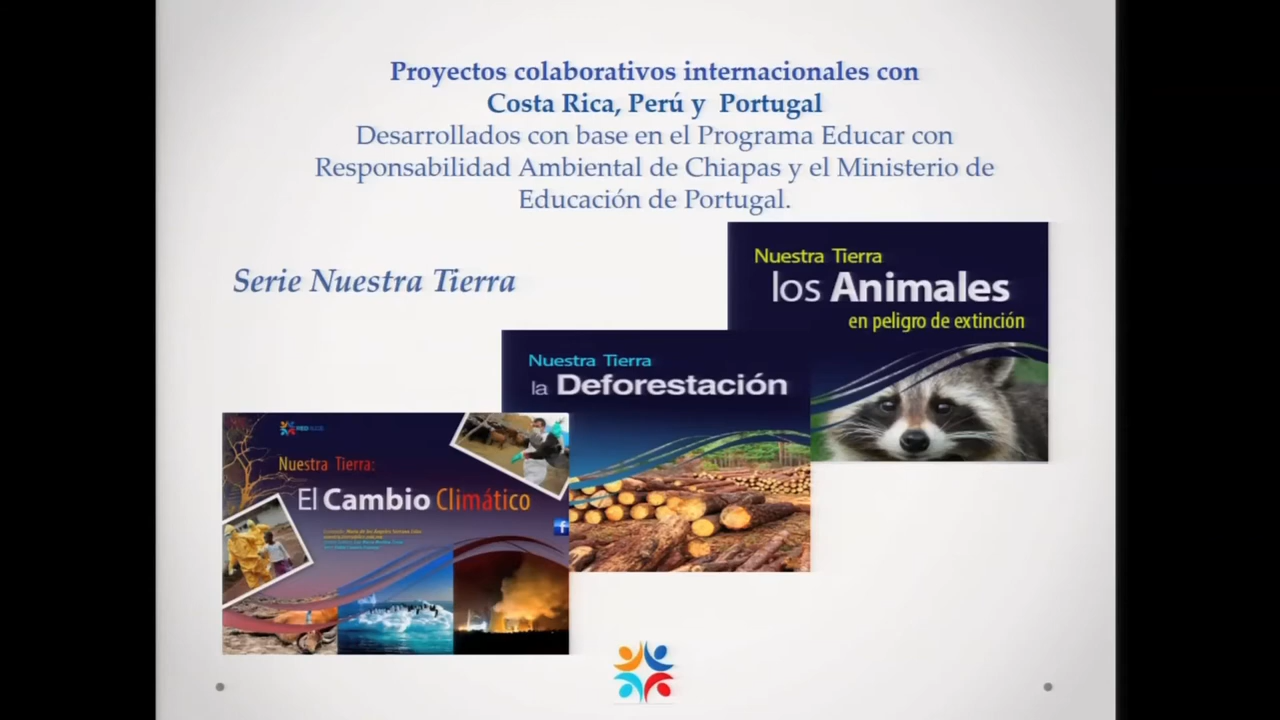 Proyectos colaborativos internacionales con
Costa Rica, Perú y Portugal
Desarrollados con base en el Programa Educar con
Responsabilidad Ambiental de Chiapas y el Ministerio de
Educación de Portugal.
Serie Nuestra Tierra
Nuestra Tierra
los Animales
en peligro de extinción
Nuestra Tierra
la Deforestación
Nuestra Tierra:
El Cambio Climático